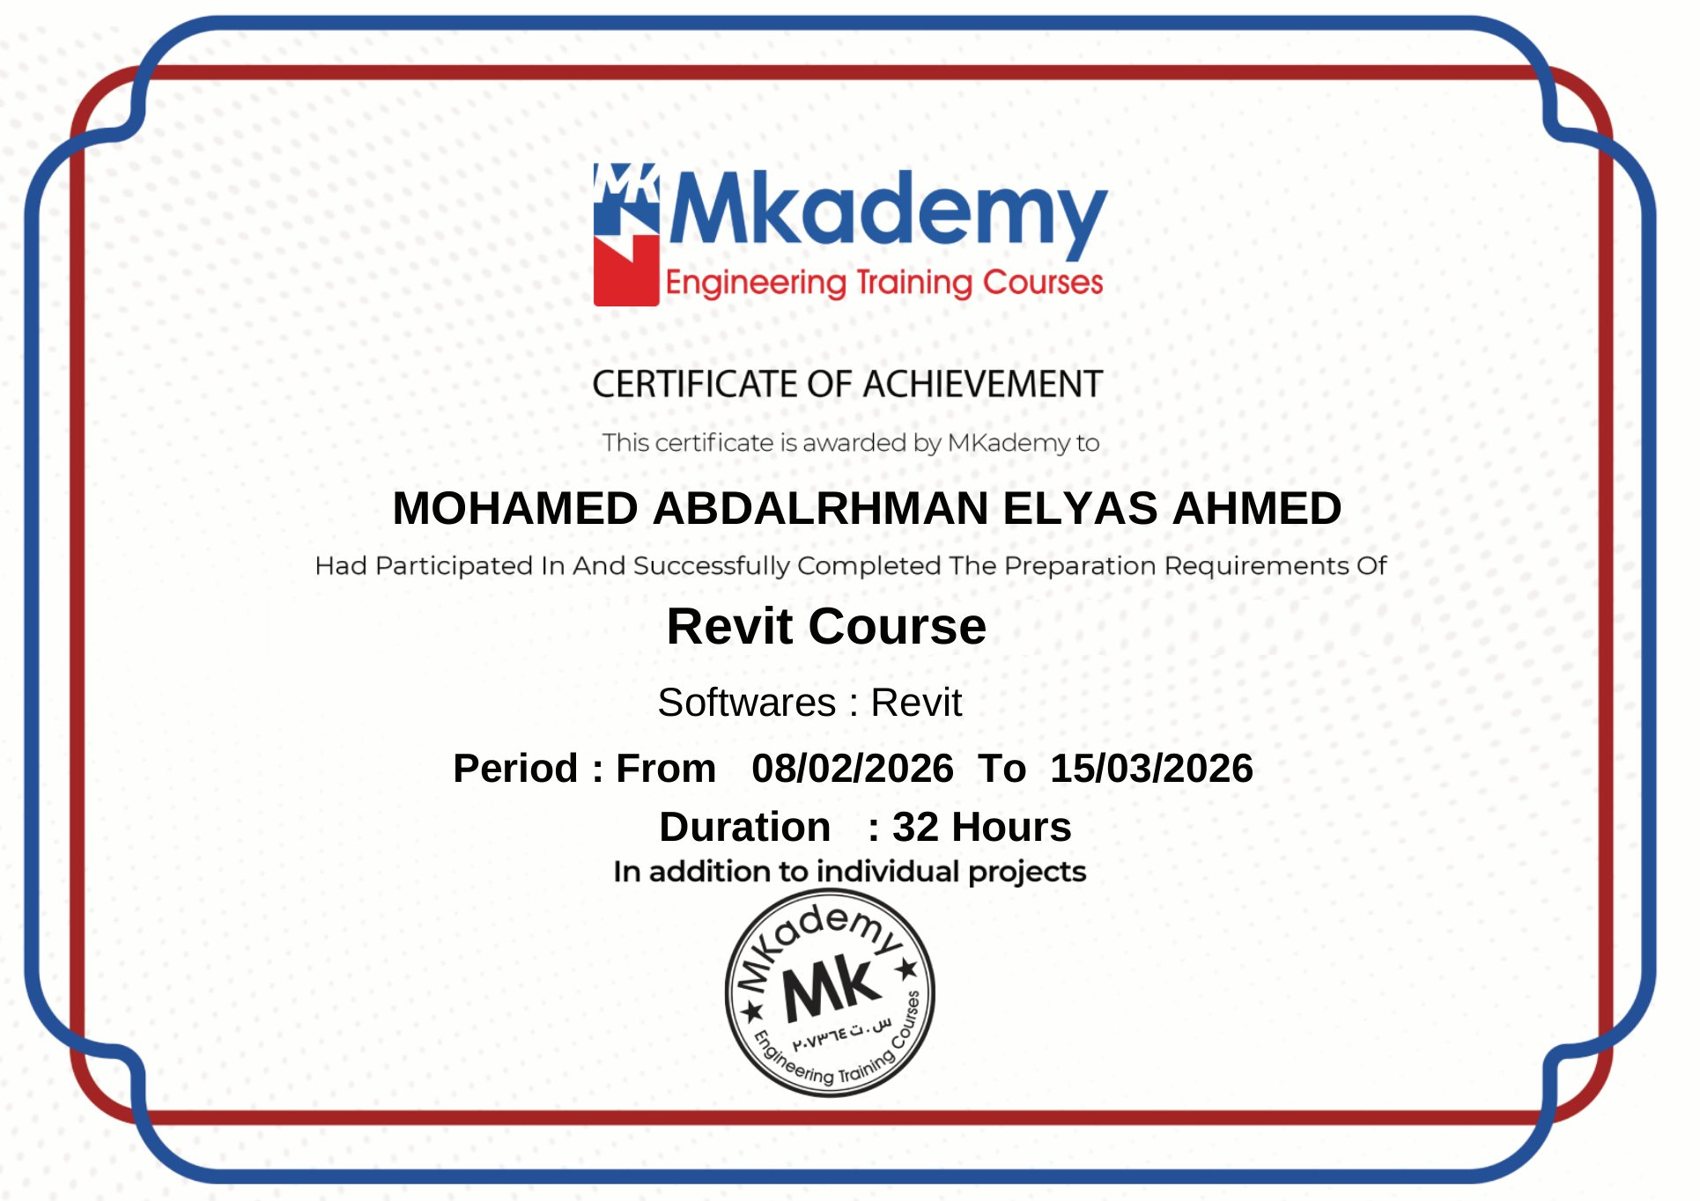 MK Mkademy
Engineering Training Courses
CERTIFICATE OF ACHIEVEMENT
This certificate is awarded by MKademy to
MOHAMED ABDALRHMAN ELYAS AHMED
Had Participated In And Successfully Completed The Preparation Requirements Of
Revit Course
Softwares : Revit
Period : From 08/02/2026 To 15/03/2026
Duration : 32 Hours
In addition to individual projects
MKademy
Mk
س.ت ٢٠٧٣٦٤
Engineering Training Courses